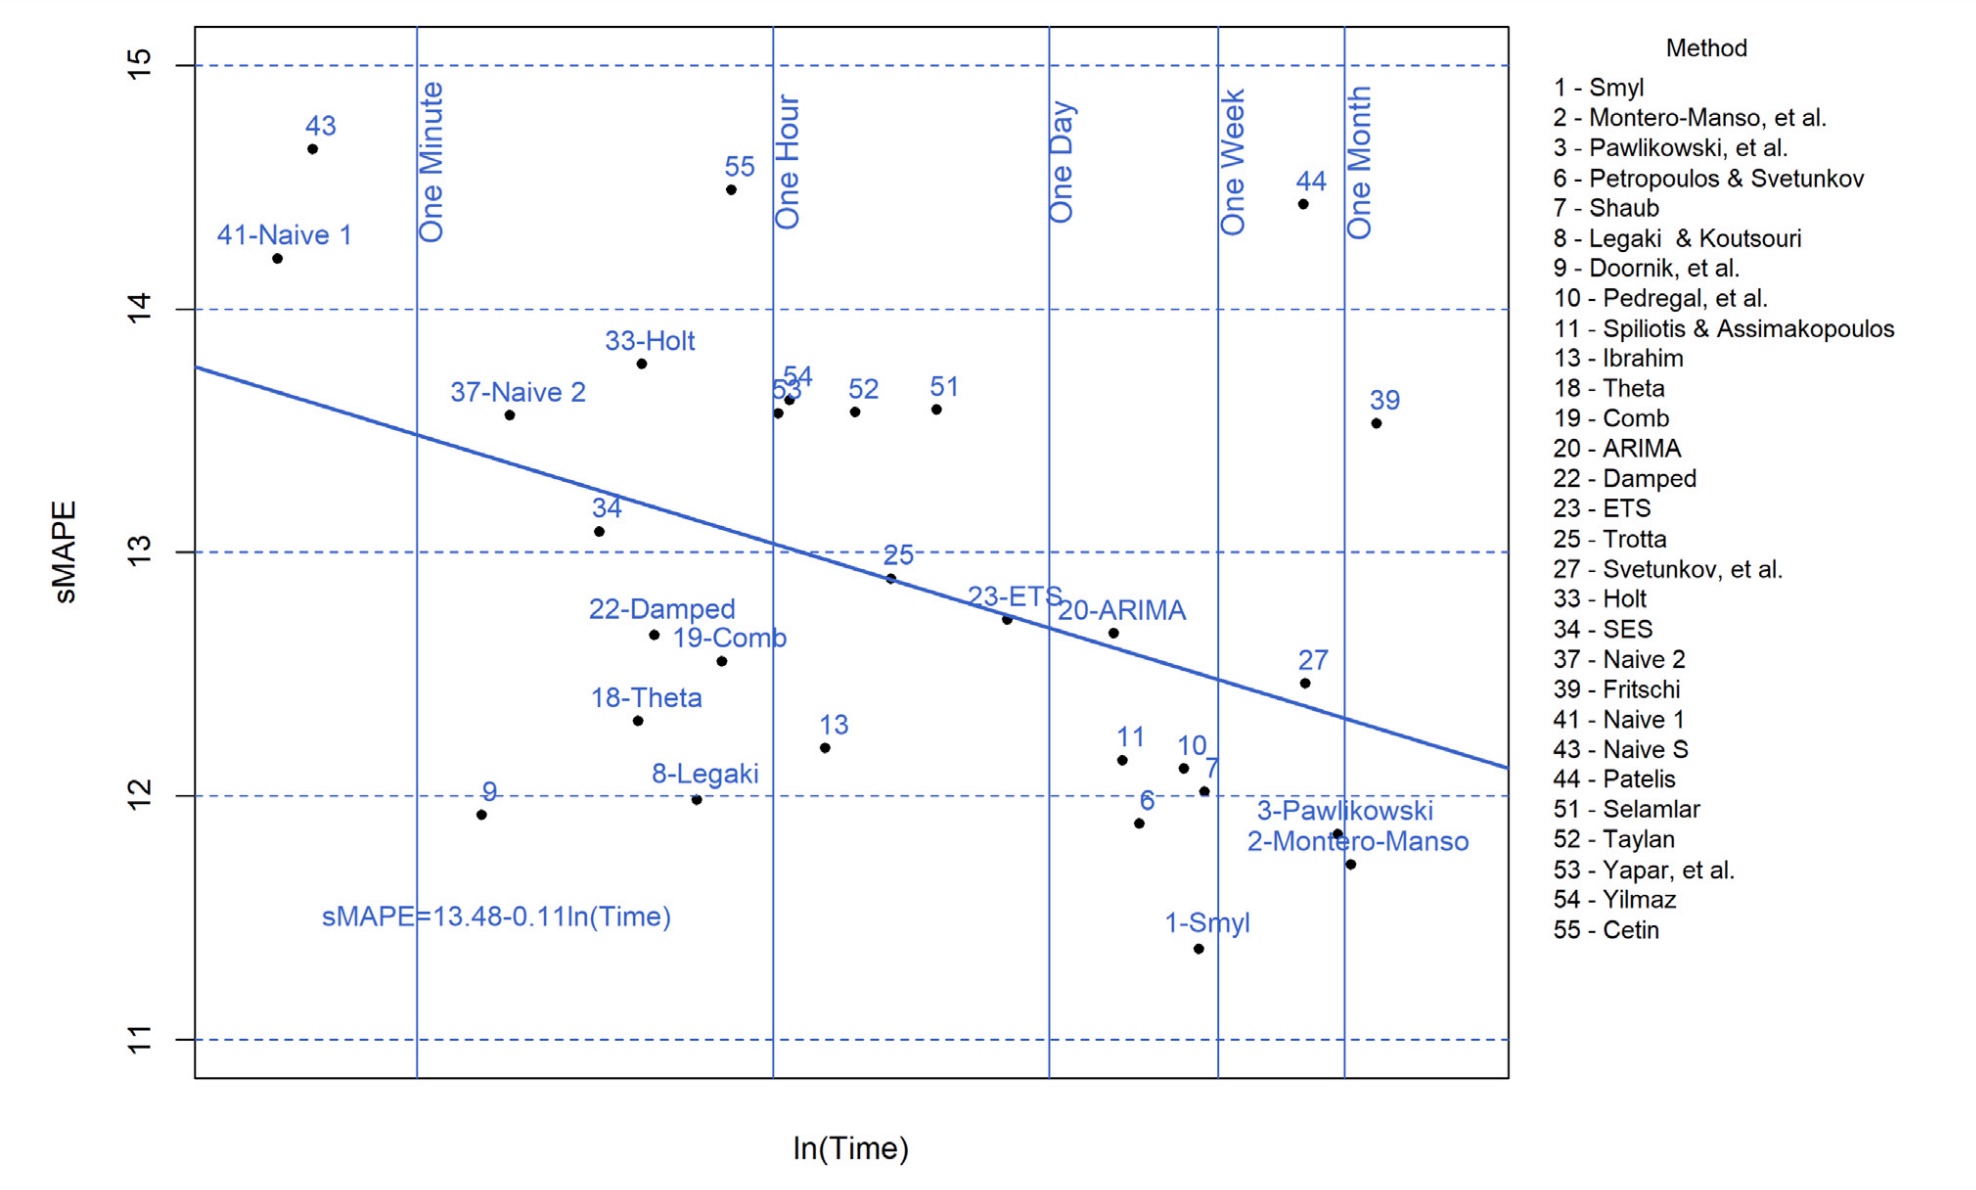 15
14
13
12
11
sMAPE
ln(Time)
One Minute
One Hour
One Day
One Week
One Month
43
55
44
41-Naive 1
33-Holt
54
53
52
51
37-Naive 2
39
34
25
23-ETS
20-ARIMA
22-Damped
19-Comb
27
18-Theta
13
11
10
7
8-Legaki
9
6
3-Pawlikowski
2-Montero-Manso
sMAPE=13.48-0.11ln(Time)
1-Smyl
Method
1 - Smyl
2 - Montero-Manso, et al.
3 - Pawlikowski, et al.
6 - Petropoulos & Svetunkov
7 - Shaub
8 - Legaki  & Koutsouri
9 - Doornik, et al.
10 - Pedregal, et al.
11 - Spiliotis & Assimakopoulos
13 - Ibrahim
18 - Theta
19 - Comb
20 - ARIMA
22 - Damped
23 - ETS
25 - Trotta
27 - Svetunkov, et al.
33 - Holt
34 - SES
37 - Naive 2
39 - Fritschi
41 - Naive 1
43 - Naive S
44 - Patelis
51 - Selamlar
52 - Taylan
53 - Yapar, et al.
54 - Yilmaz
55 - Cetin